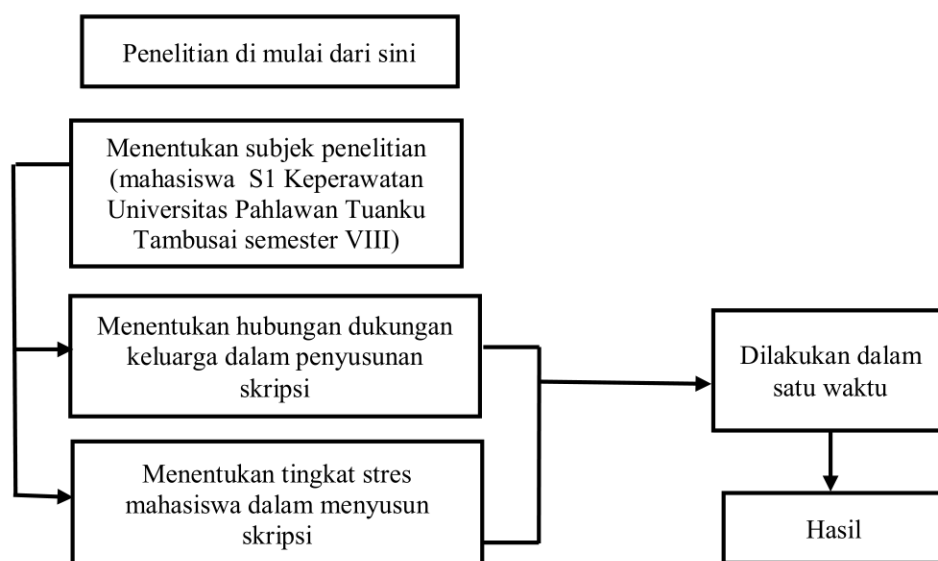 Penelitian di mulai dari sini
Menentukan subjek penelitian
(mahasiswa S1 Keperawatan
Universitas Pahlawan Tuanku
Tambusai semester VIII)
Menentukan hubungan dukungan
keluarga dalam penyusunan
skripsi
Menentukan tingkat stres
mahasiswa dalam menyusun
skripsi
Dilakukan dalam
satu waktu
Hasil